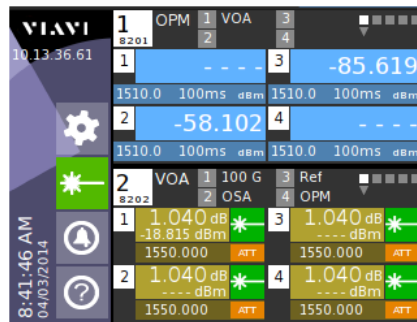 VIAVI
10.13.36.61
8:41:46 AM
04/03/2014
?
1 OPM 1 VOA 3
8201 2 4
1 - - - - 3 -85.619
1510.0 100ms dBm 1510.0 100ms dBm
2 -58.102 4 - - - -
1510.0 100ms dBm 1510.0 100ms dBm
2 VOA 1 100 G 3 Ref
8202 2 OSA 4 OPM
1 1.040 dB 3 1.040 dB
-18.815 dBm - - - - dBm
1550.000 ATT 1550.000 ATT
2 1.040 dB 4 1.040 dB
- - - - dBm - - - - dBm
1550.000 ATT 1550.000 ATT